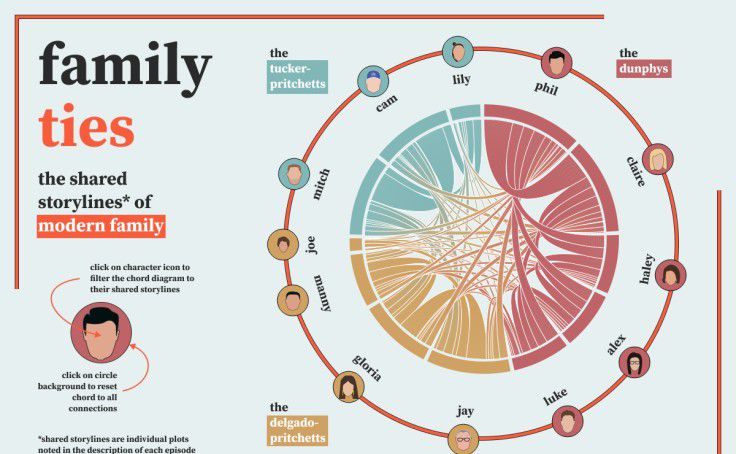 family
ties
the shared
storylines* of
modern family
click on character icon to
filter the chord diagram to
their shared storylines
click on circle
background to reset
chord to all
connections
*shared storylines are individual plots
noted in the description of each episode
the
tucker-
pritchetts
the
dunphys
lily
phil
cam
claire
mitch
joe
haley
manny
alex
gloria
luke
jay
the
delgado-
pritchetts